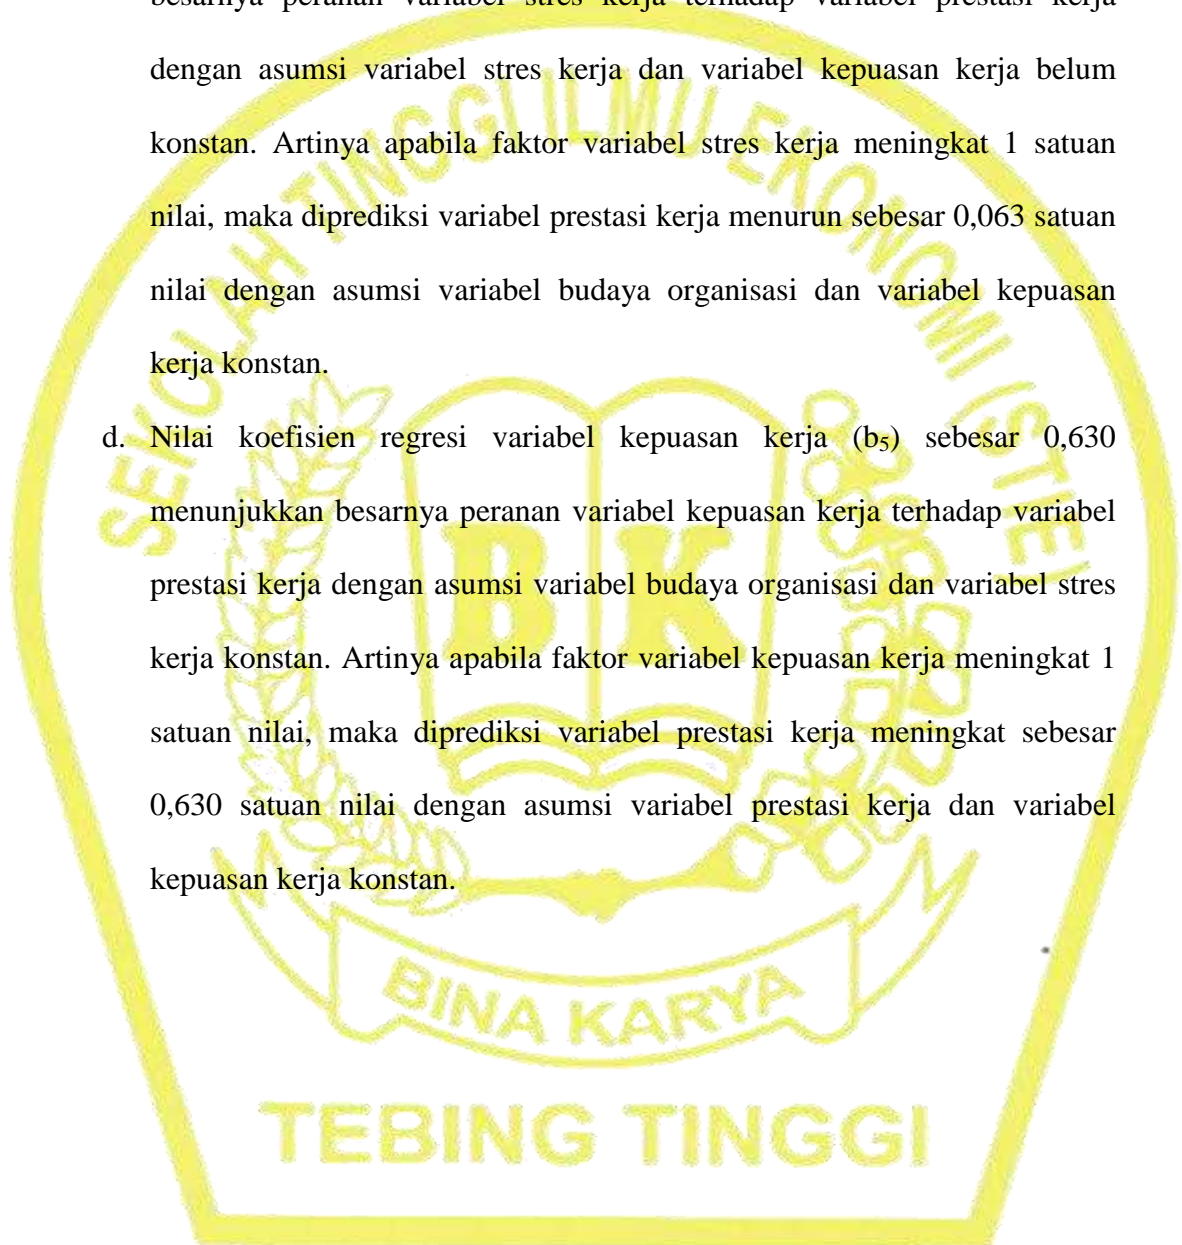 besarnya peranan variabel stres kerja terhadap variabel prestasi kerja
dengan asumsi variabel stres kerja dan variabel kepuasan kerja belum
konstan. Artinya apabila faktor variabel stres kerja meningkat 1 satuan
nilai, maka diprediksi variabel prestasi kerja menurun sebesar 0,063 satuan
nilai dengan asumsi variabel budaya organisasi dan variabel kepuasan
kerja konstan.
d. Nilai koefisien regresi variabel kepuasan kerja (b₅) sebesar 0,630
menunjukkan besarnya peranan variabel kepuasan kerja terhadap variabel
prestasi kerja dengan asumsi variabel budaya organisasi dan variabel stres
kerja konstan. Artinya apabila faktor variabel kepuasan kerja meningkat 1
satuan nilai, maka diprediksi variabel prestasi kerja meningkat sebesar
0,630 satuan nilai dengan asumsi variabel prestasi kerja dan variabel
kepuasan kerja konstan.
SEKOLAH TINGGI ILMU EKONOMI (STIE)
B K
BINA KARYA
TEBING TINGGI